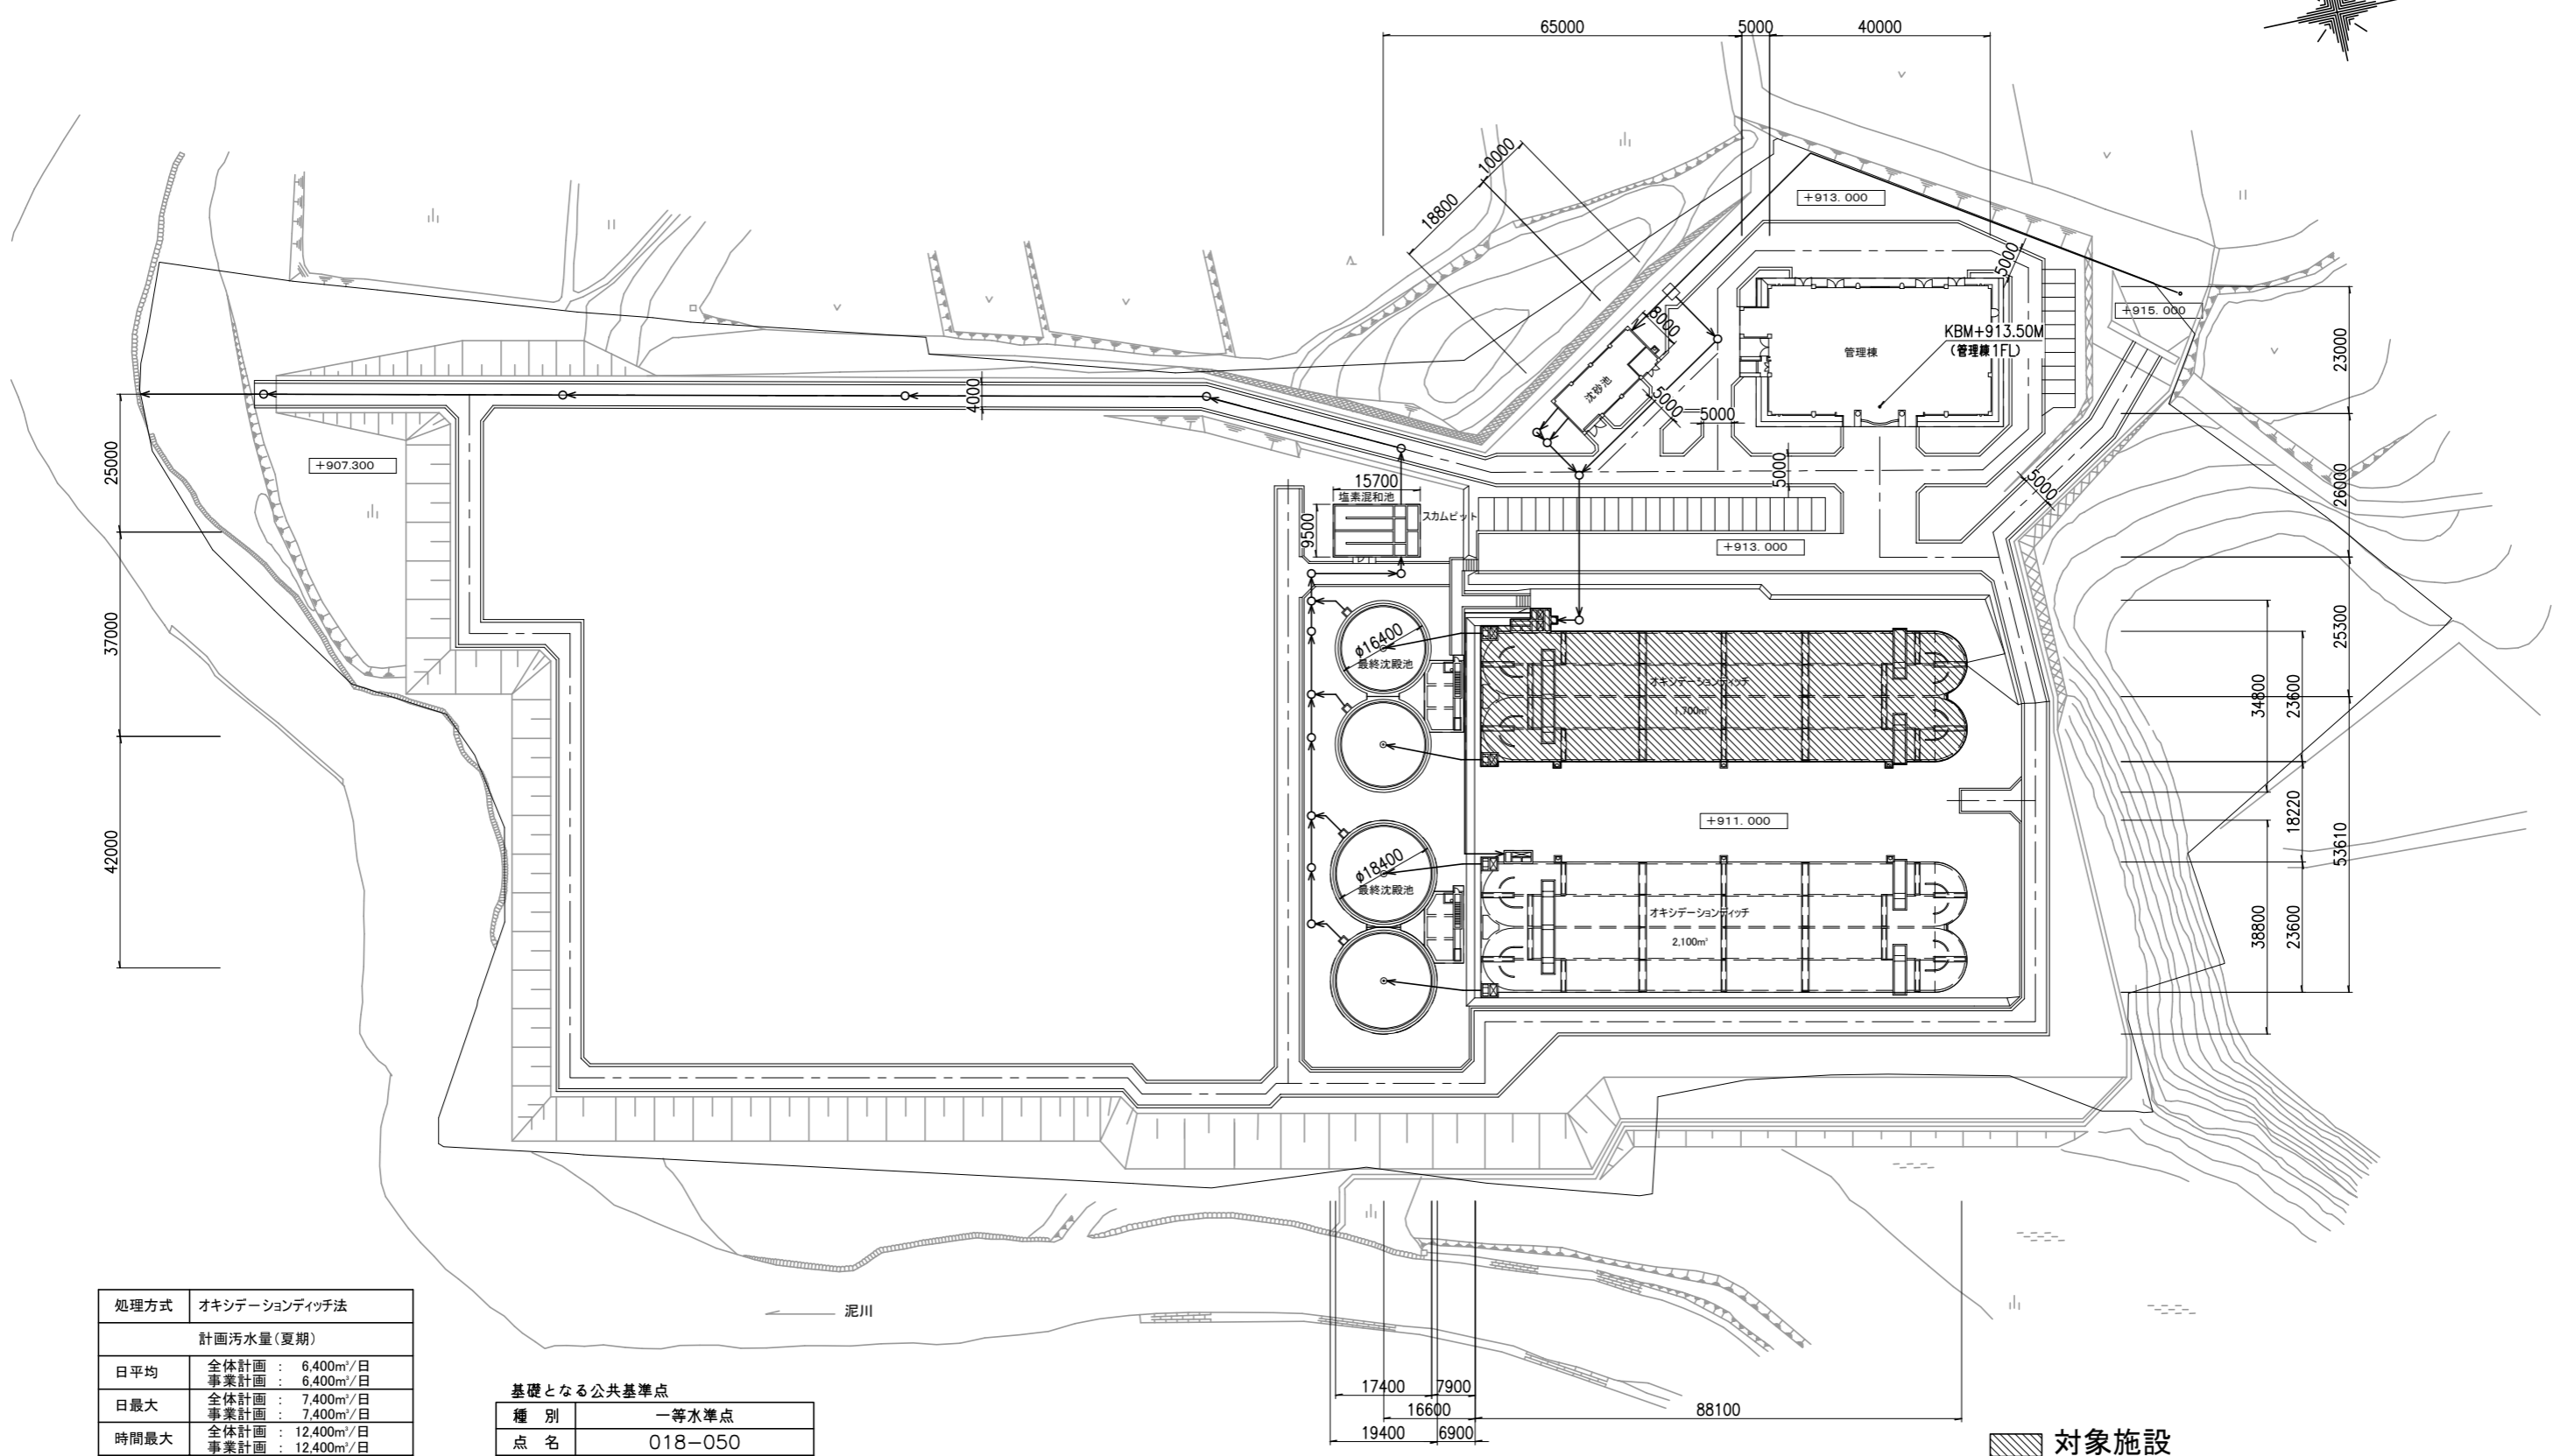 65000
5000
40000
10000
18800
+913. 000
5000
+915. 000
KBM+913.50M
(管理棟1FL)
管理棟
8000
沈砂池
5000
5000
4000
5000
5000
23000
26000
25300
53610
34800
23600
18220
38800
23600
25000
37000
42000
+907.300
15700
塩素混和池
スカムピット
9500
+913. 000
φ16400
最終沈殿池
オキシデーションディッチ
1,700m³
+911. 000
φ18400
最終沈殿池
オキシデーションディッチ
2,100m³
泥川
17400
7900
16600
88100
19400
6900
処理方式 オキシデーションディッチ法
計画汚水量(夏期)
日平均 全体計画 : 6,400m³/日
事業計画 : 6,400m³/日
日最大 全体計画 : 7,400m³/日
事業計画 : 7,400m³/日
時間最大 全体計画 : 12,400m³/日
事業計画 : 12,400m³/日
基礎となる公共基準点
種 別 一等水準点
点 名 018-050
対象施設